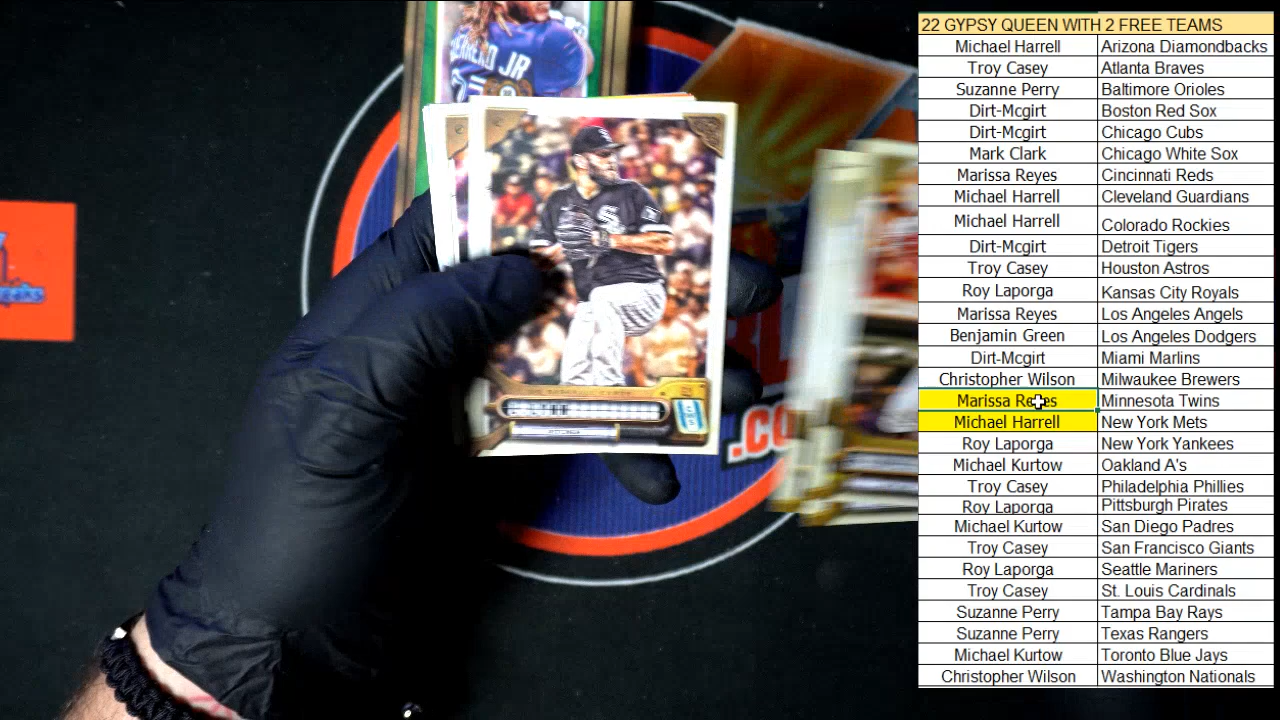 22 GYPSY QUEEN WITH 2 FREE TEAMS
Michael Harrell Arizona Diamondbacks
Troy Casey Atlanta Braves
Suzanne Perry Baltimore Orioles
Dirt-Mcgirt Boston Red Sox
Dirt-Mcgirt Chicago Cubs
Mark Clark Chicago White Sox
Marissa Reyes Cincinnati Reds
Michael Harrell Cleveland Guardians
Michael Harrell Colorado Rockies
Dirt-Mcgirt Detroit Tigers
Troy Casey Houston Astros
Roy Laporga Kansas City Royals
Marissa Reyes Los Angeles Angels
Benjamin Green Los Angeles Dodgers
Dirt-Mcgirt Miami Marlins
Christopher Wilson Milwaukee Brewers
Marissa Reyes Minnesota Twins
Michael Harrell New York Mets
Roy Laporga New York Yankees
Michael Kurtow Oakland A's
Troy Casey Philadelphia Phillies
Roy Laporga Pittsburgh Pirates
Michael Kurtow San Diego Padres
Troy Casey San Francisco Giants
Roy Laporga Seattle Mariners
Troy Casey St. Louis Cardinals
Suzanne Perry Tampa Bay Rays
Suzanne Perry Texas Rangers
Michael Kurtow Toronto Blue Jays
Christopher Wilson Washington Nationals
JR
.CO